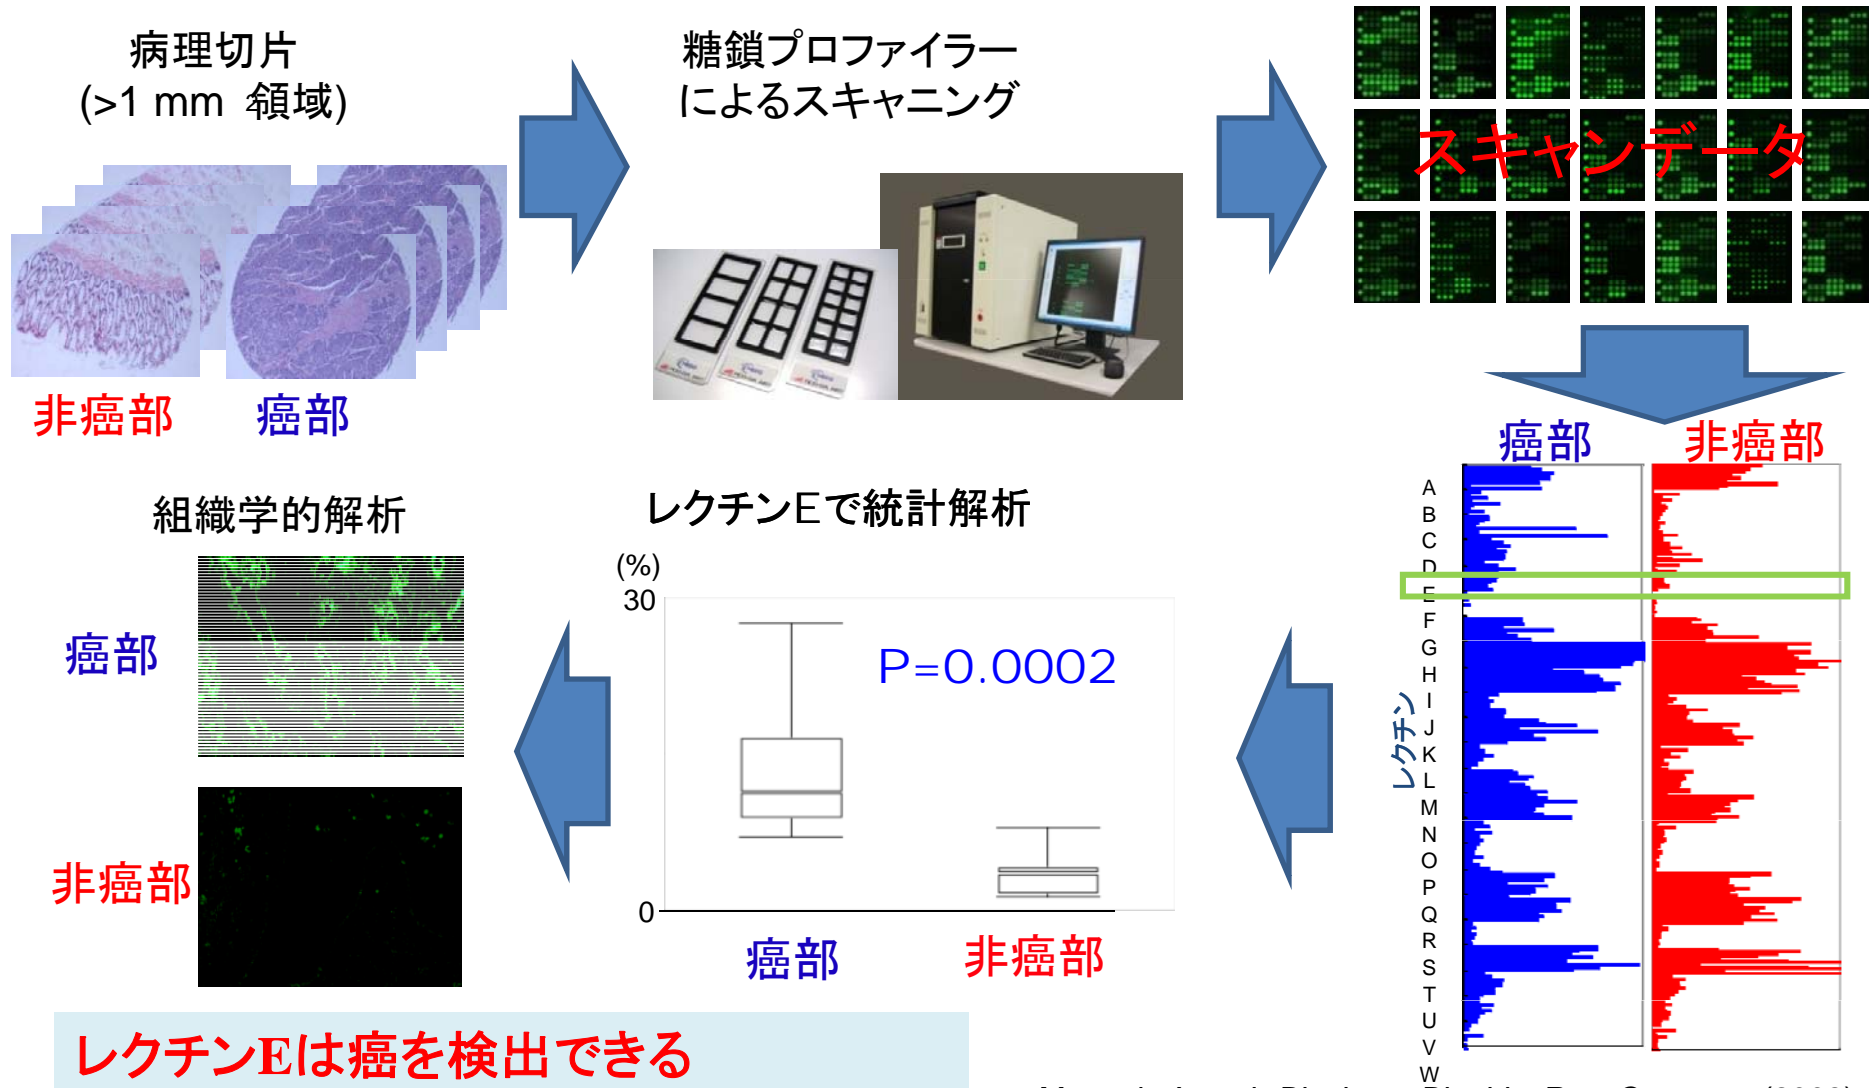 病理切片
(>1 mm 2領域)
糖鎖プロファイラー
によるスキャニング
スキャンデータ
非癌部
癌部
癌部
非癌部
レクチン
A
B
C
D
E
F
G
H
I
J
K
L
M
N
O
P
Q
R
S
T
U
V
W
レクチンEで統計解析
(%)
30
P=0.0002
0
癌部
非癌部
組織学的解析
癌部
非癌部
レクチンEは癌を検出できる